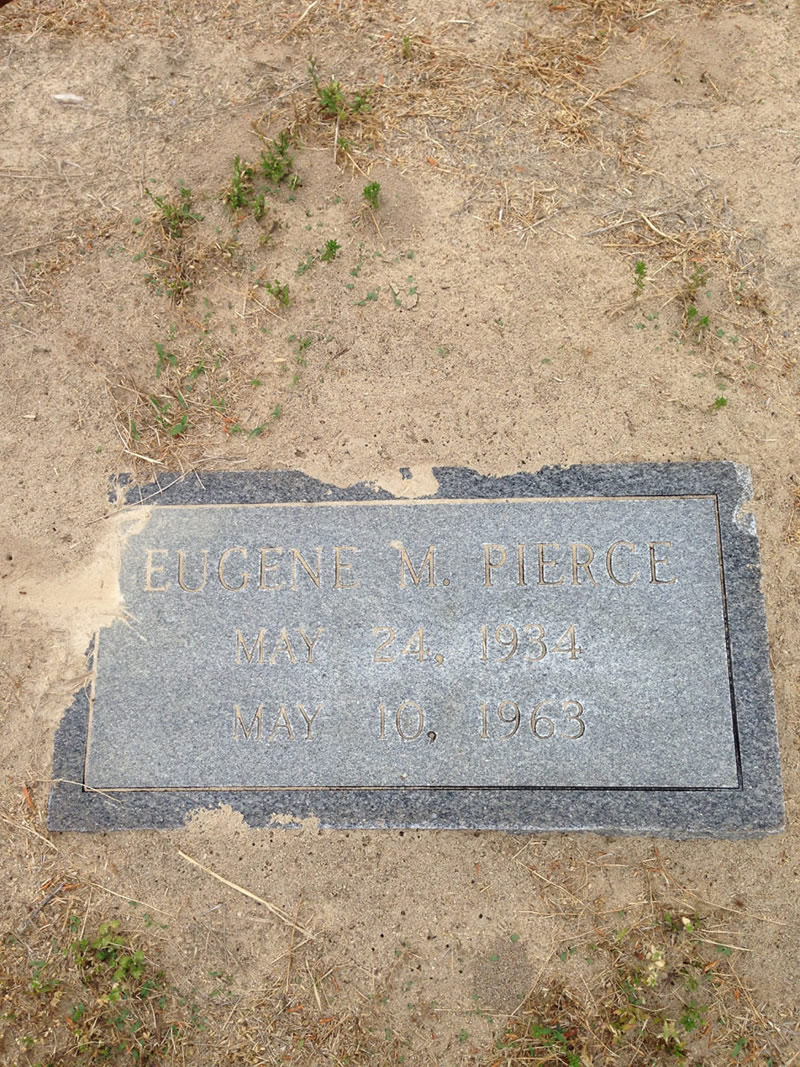 EUGENE M. PIERCE
MAY 24, 1934
MAY 10, 1963